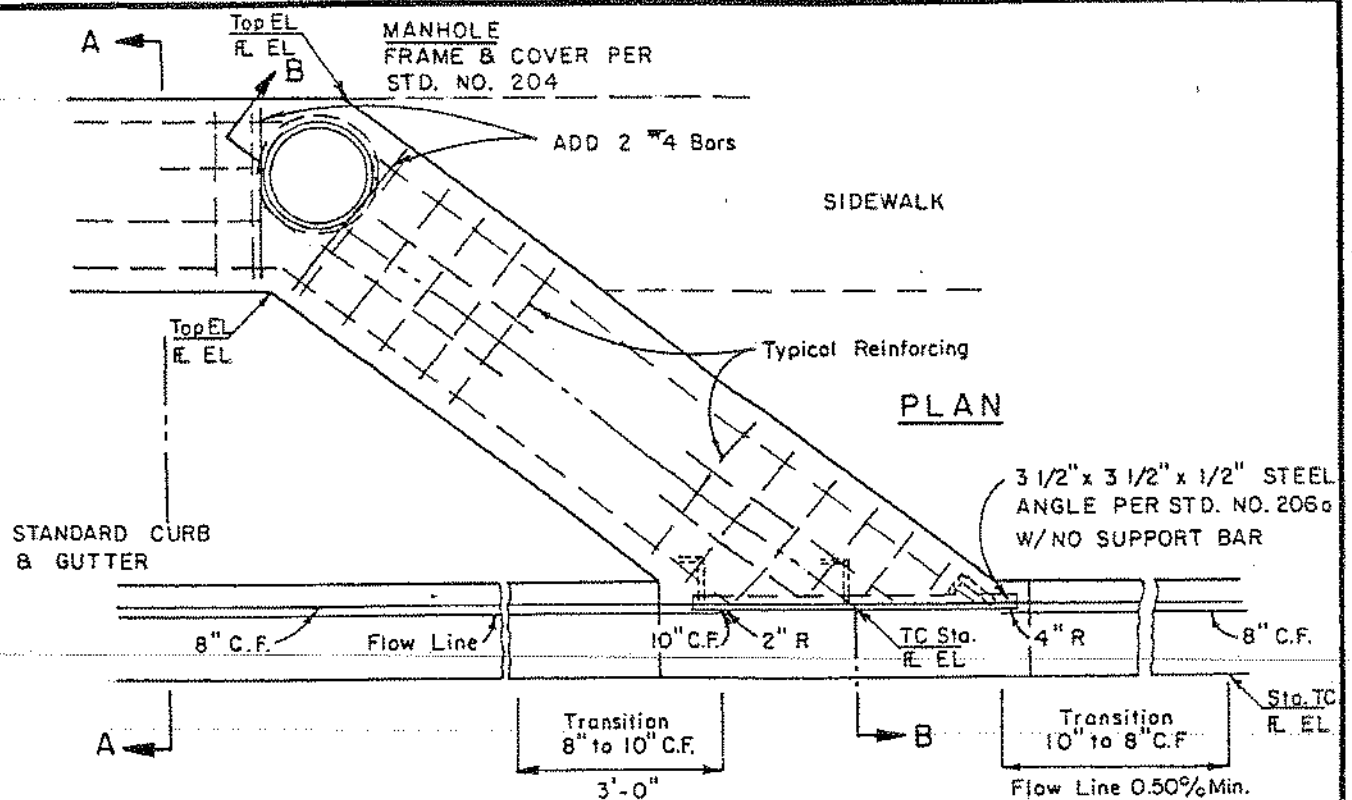 A
Top EL
FL EL
MANHOLE
FRAME & COVER PER
STD. NO. 204
B
ADD 2 #4 Bars
SIDEWALK
Top EL
FL EL
Typical Reinforcing
PLAN
3 1/2" x 3 1/2" x 1/2" STEEL
ANGLE PER STD. NO. 206a
W/NO SUPPORT BAR
STANDARD CURB
& GUTTER
8" C.F.
Flow Line
10" C.F.
2" R
TC Sta.
FL EL
4" R
8" C.F.
Sta. TC
FL EL
A
Transition
8" to 10" C.F.
3'-0"
B
Transition
10" to 8" C.F
Flow Line 0.50% Min.